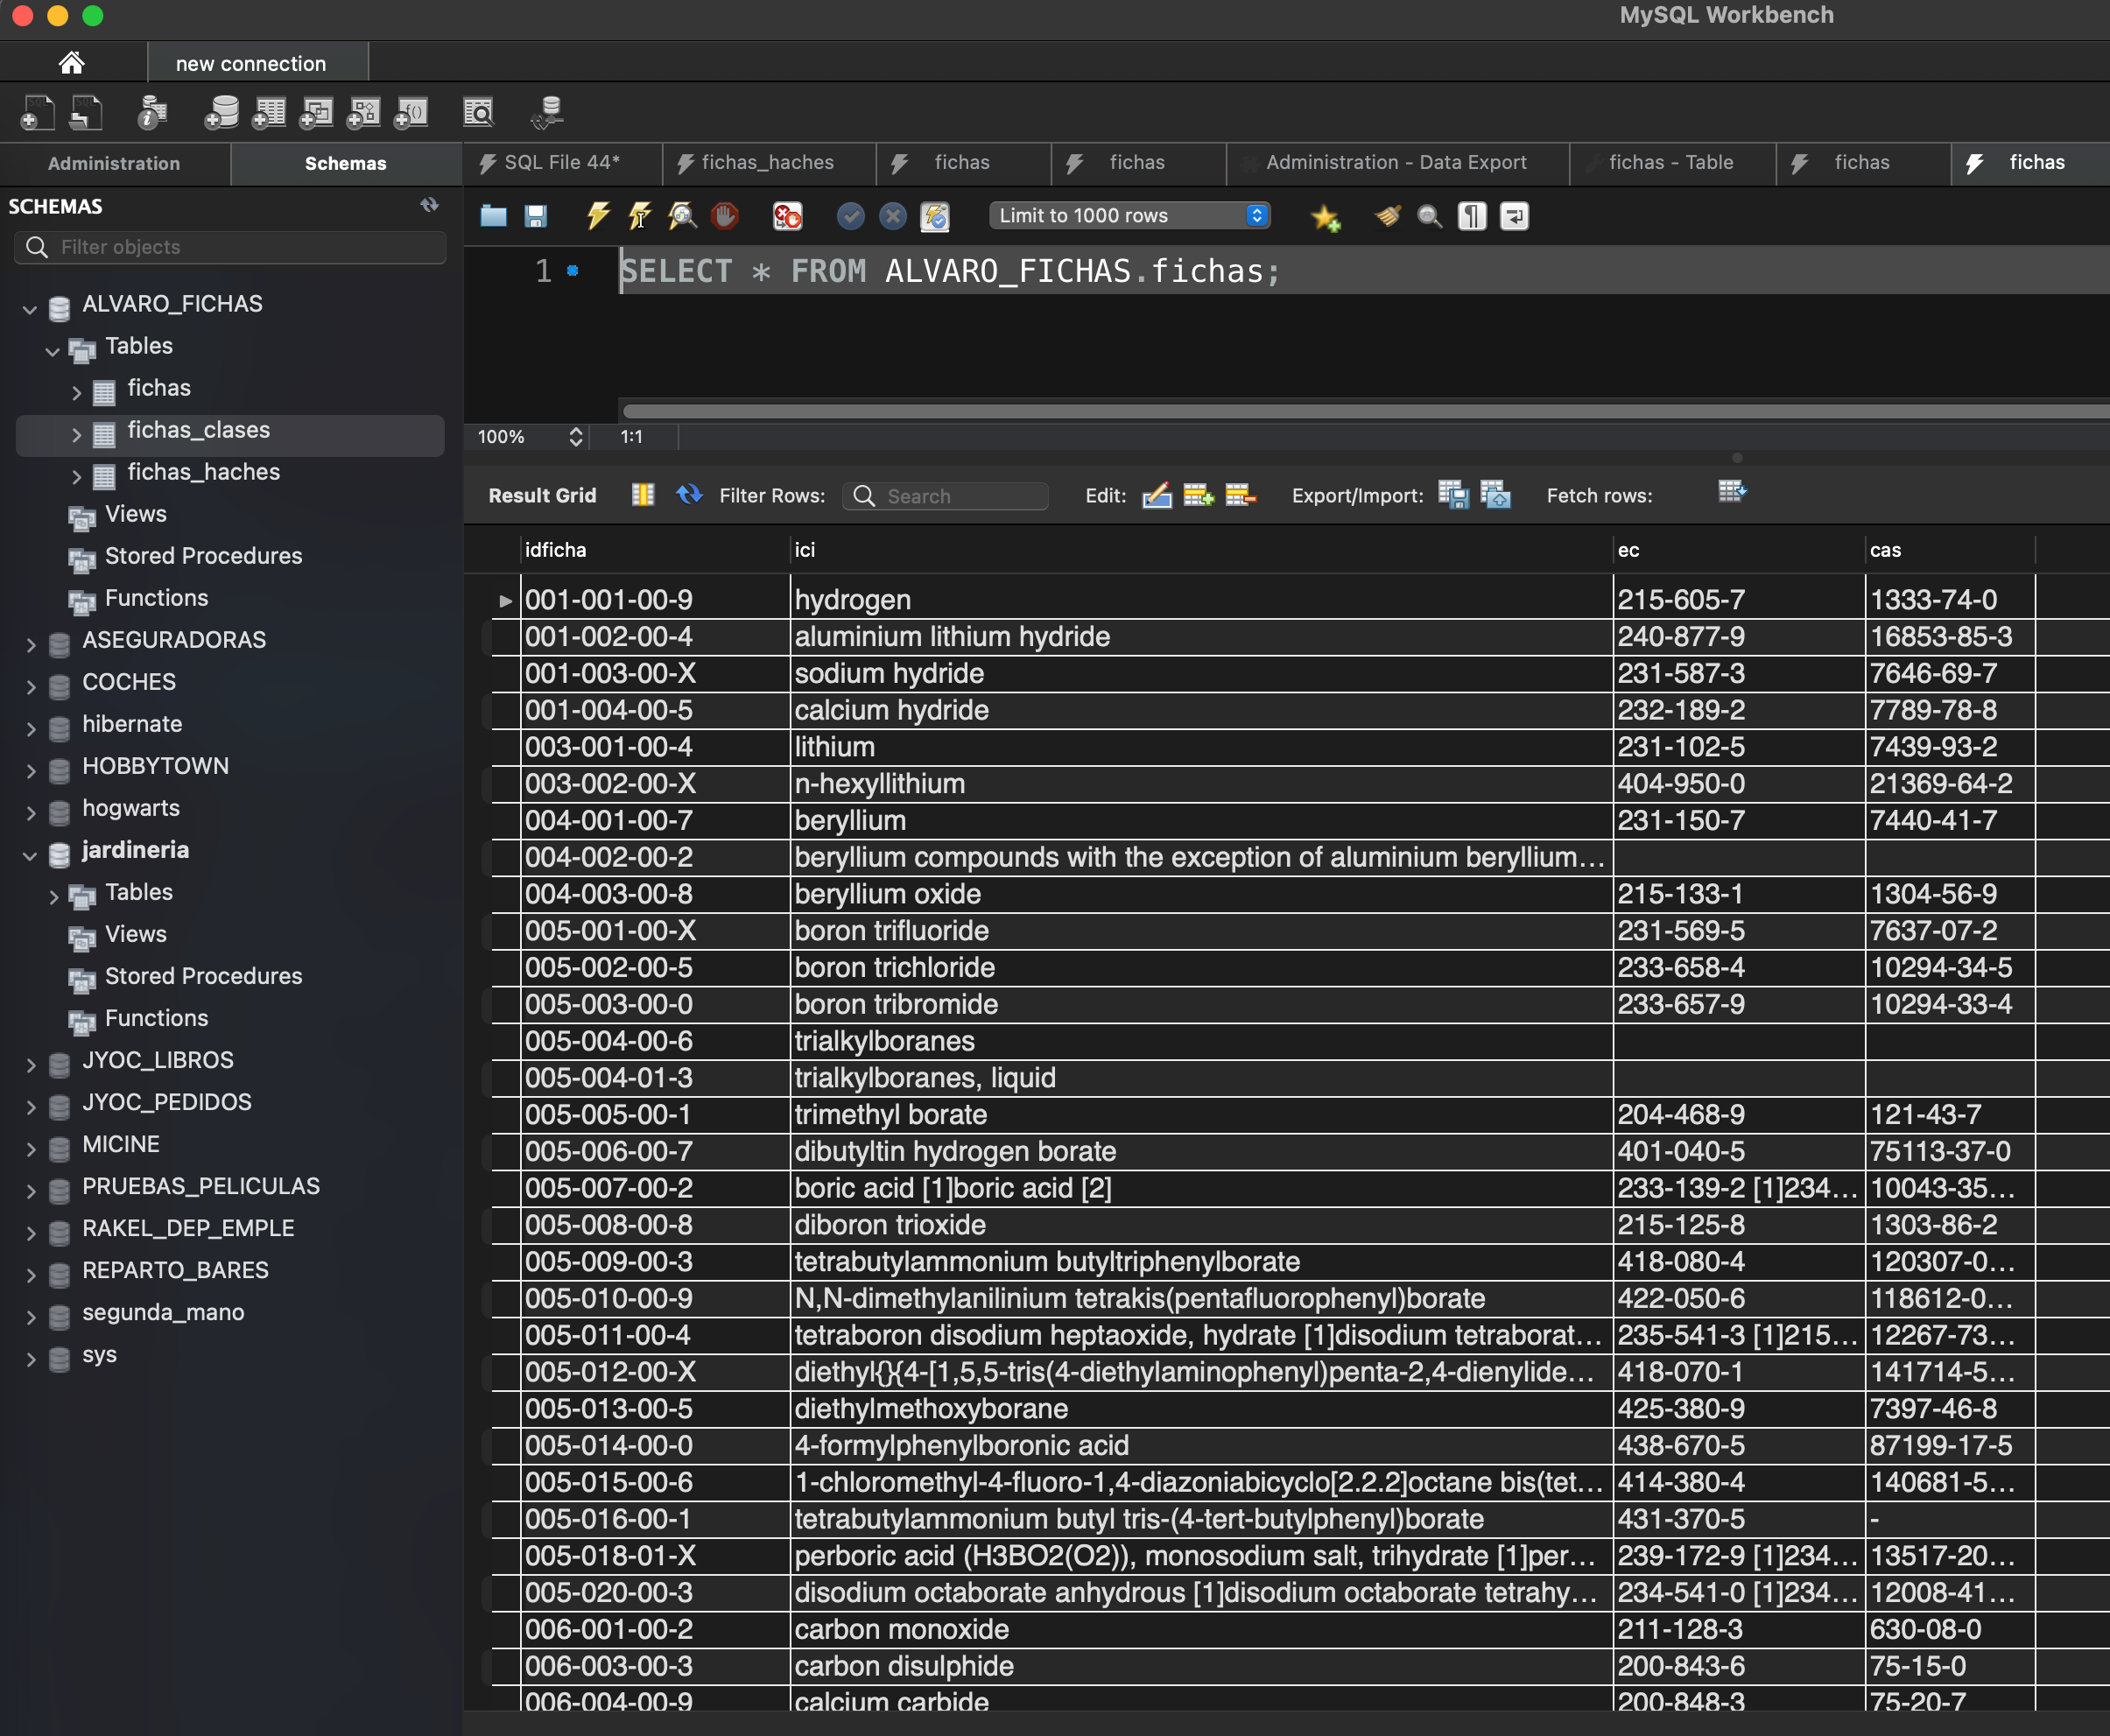 MySQL Workbench
new connection
Administration
Schemas
SQL File 44*
fichas_haches
fichas
fichas
Administration - Data Export
fichas - Table
fichas
fichas
SCHEMAS
Filter objects
Limit to 1000 rows
1
SELECT * FROM ALVARO_FICHAS.fichas;
100%
1:1
ALVARO_FICHAS
Tables
fichas
fichas_clases
fichas_haches
Views
Stored Procedures
Functions
ASEGURADORAS
COCHES
hibernate
HOBBYTOWN
hogwarts
jardineria
Tables
Views
Stored Procedures
Functions
JYOC_LIBROS
JYOC_PEDIDOS
MICINE
PRUEBAS_PELICULAS
RAKEL_DEP_EMPLE
REPARTO_BARES
segunda_mano
sys
Result Grid Filter Rows: Search Edit: Export/Import: Fetch rows:
idficha ici ec cas
001-001-00-9 hydrogen 215-605-7 1333-74-0
001-002-00-4 aluminium lithium hydride 240-877-9 16853-85-3
001-003-00-X sodium hydride 231-587-3 7646-69-7
001-004-00-5 calcium hydride 232-189-2 7789-78-8
003-001-00-4 lithium 231-102-5 7439-93-2
003-002-00-X n-hexyllithium 404-950-0 21369-64-2
004-001-00-7 beryllium 231-150-7 7440-41-7
004-002-00-2 beryllium compounds with the exception of aluminium beryllium...
004-003-00-8 beryllium oxide 215-133-1 1304-56-9
005-001-00-X boron trifluoride 231-569-5 7637-07-2
005-002-00-5 boron trichloride 233-658-4 10294-34-5
005-003-00-0 boron tribromide 233-657-9 10294-33-4
005-004-00-6 trialkylboranes
005-004-01-3 trialkylboranes, liquid
005-005-00-1 trimethyl borate 204-468-9 121-43-7
005-006-00-7 dibutyltin hydrogen borate 401-040-5 75113-37-0
005-007-00-2 boric acid [1]boric acid [2] 233-139-2 [1]234... 10043-35...
005-008-00-8 diboron trioxide 215-125-8 1303-86-2
005-009-00-3 tetrabutylammonium butyltriphenylborate 418-080-4 120307-0...
005-010-00-9 N,N-dimethylanilinium tetrakis(pentafluorophenyl)borate 422-050-6 118612-0...
005-011-00-4 tetraboron disodium heptaoxide, hydrate [1]disodium tetraborat... 235-541-3 [1]215... 12267-73...
005-012-00-X diethyl{}{4-[1,5,5-tris(4-diethylaminophenyl)penta-2,4-dienylide... 418-070-1 141714-5...
005-013-00-5 diethylmethoxyborane 425-380-9 7397-46-8
005-014-00-0 4-formylphenylboronic acid 438-670-5 87199-17-5
005-015-00-6 1-chloromethyl-4-fluoro-1,4-diazoniabicyclo[2.2.2]octane bis(tet... 414-380-4 140681-5...
005-016-00-1 tetrabutylammonium butyl tris-(4-tert-butylphenyl)borate 431-370-5 -
005-018-01-X perboric acid (H3BO2(O2)), monosodium salt, trihydrate [1]per... 239-172-9 [1]234... 13517-20...
005-020-00-3 disodium octaborate anhydrous [1]disodium octaborate tetrahy... 234-541-0 [1]234... 12008-41...
006-001-00-2 carbon monoxide 211-128-3 630-08-0
006-003-00-3 carbon disulphide 200-843-6 75-15-0
006-004-00-9 calcium carbide 200-848-3 75-20-7